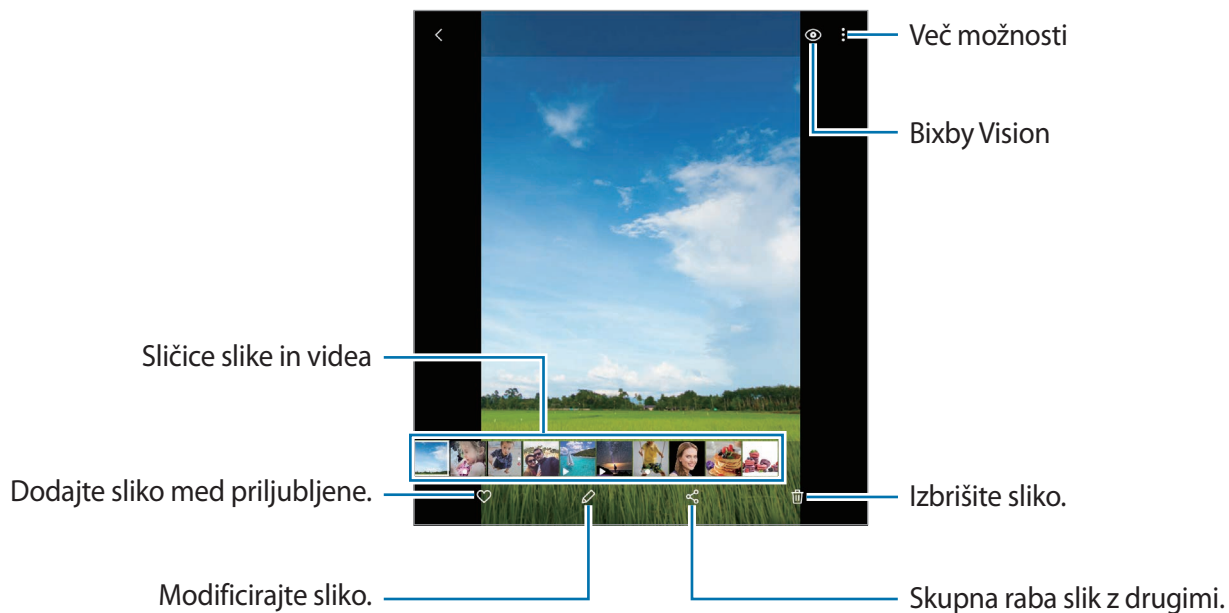 Več možnosti
Bixby Vision
Sličice slike in videa
Dodajte sliko med priljubljene.
Izbrišite sliko.
Modificirajte sliko.
Skupna raba slik z drugimi.